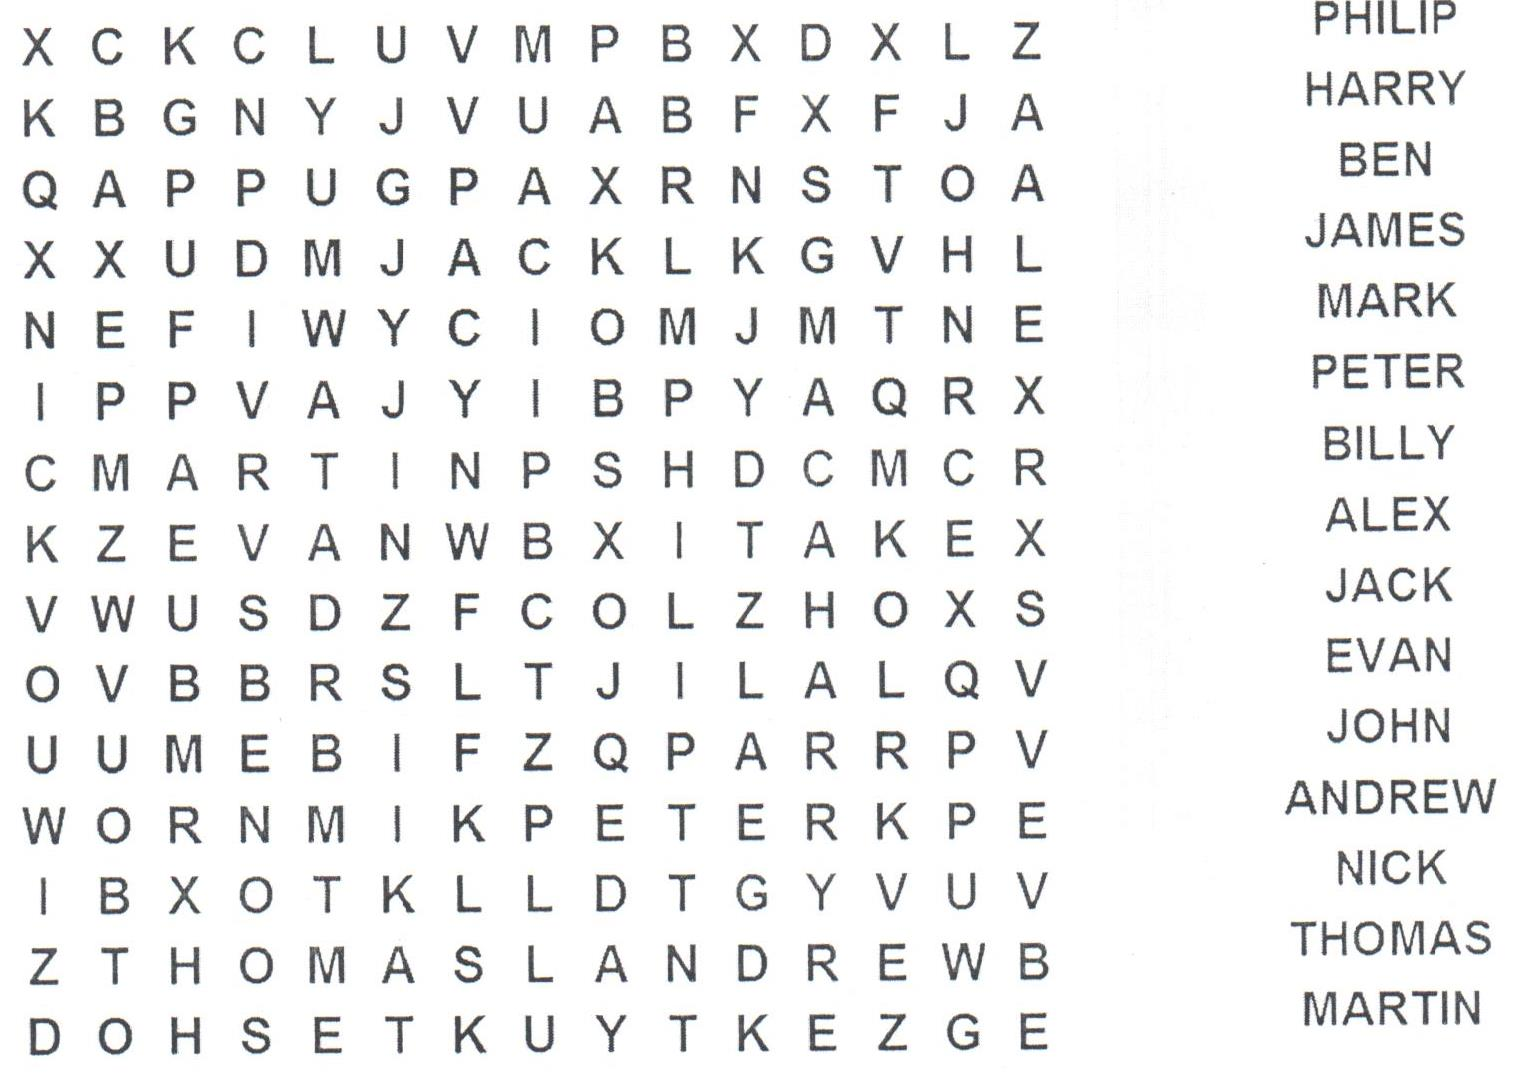 X C K C L U V M P B X D X L Z
K B G N Y J V U A B F X F J A
Q A P P U G P A X R N S T O A
X X U D M J A C K L K G V H L
N E F I W Y C I O M J M T N E
I P P V A J Y I B P Y A Q R X
C M A R T I N P S H D C M C R
K Z E V A N W B X I T A K E X
V W U S D Z F C O L Z H O X S
O V B B R S L T J I L A L Q V
U U M E B I F Z Q P A R R P V
W O R N M I K P E T E R K P E
I B X O T K L L D T G Y V U V
Z T H O M A S L A N D R E W B
D O H S E T K U Y T K E Z G E
PHILIP
HARRY
BEN
JAMES
MARK
PETER
BILLY
ALEX
JACK
EVAN
JOHN
ANDREW
NICK
THOMAS
MARTIN